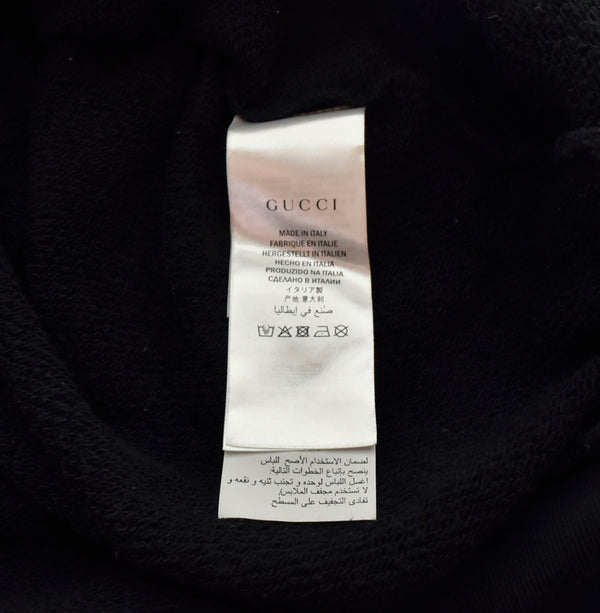 GUCCI
MADE IN ITALY
FABRIQUE EN ITALIE
HERGESTELLT IN ITALIEN
HECHO EN ITALIA
PRODUZIDO NA ITALIA
СДЕЛАНО В ИТАЛИИ
イタリア製
产地 意大利
صنع في إيطاليا
لضمان الاستخدام الأصح للباس
ينصح بإتباع الخطوات التالية:
اغسل اللباس لوحده و تجنب ثنيه و نقعه و
لا تستخدم مجفف الملابس/
تفادى التجفيف على المسطح